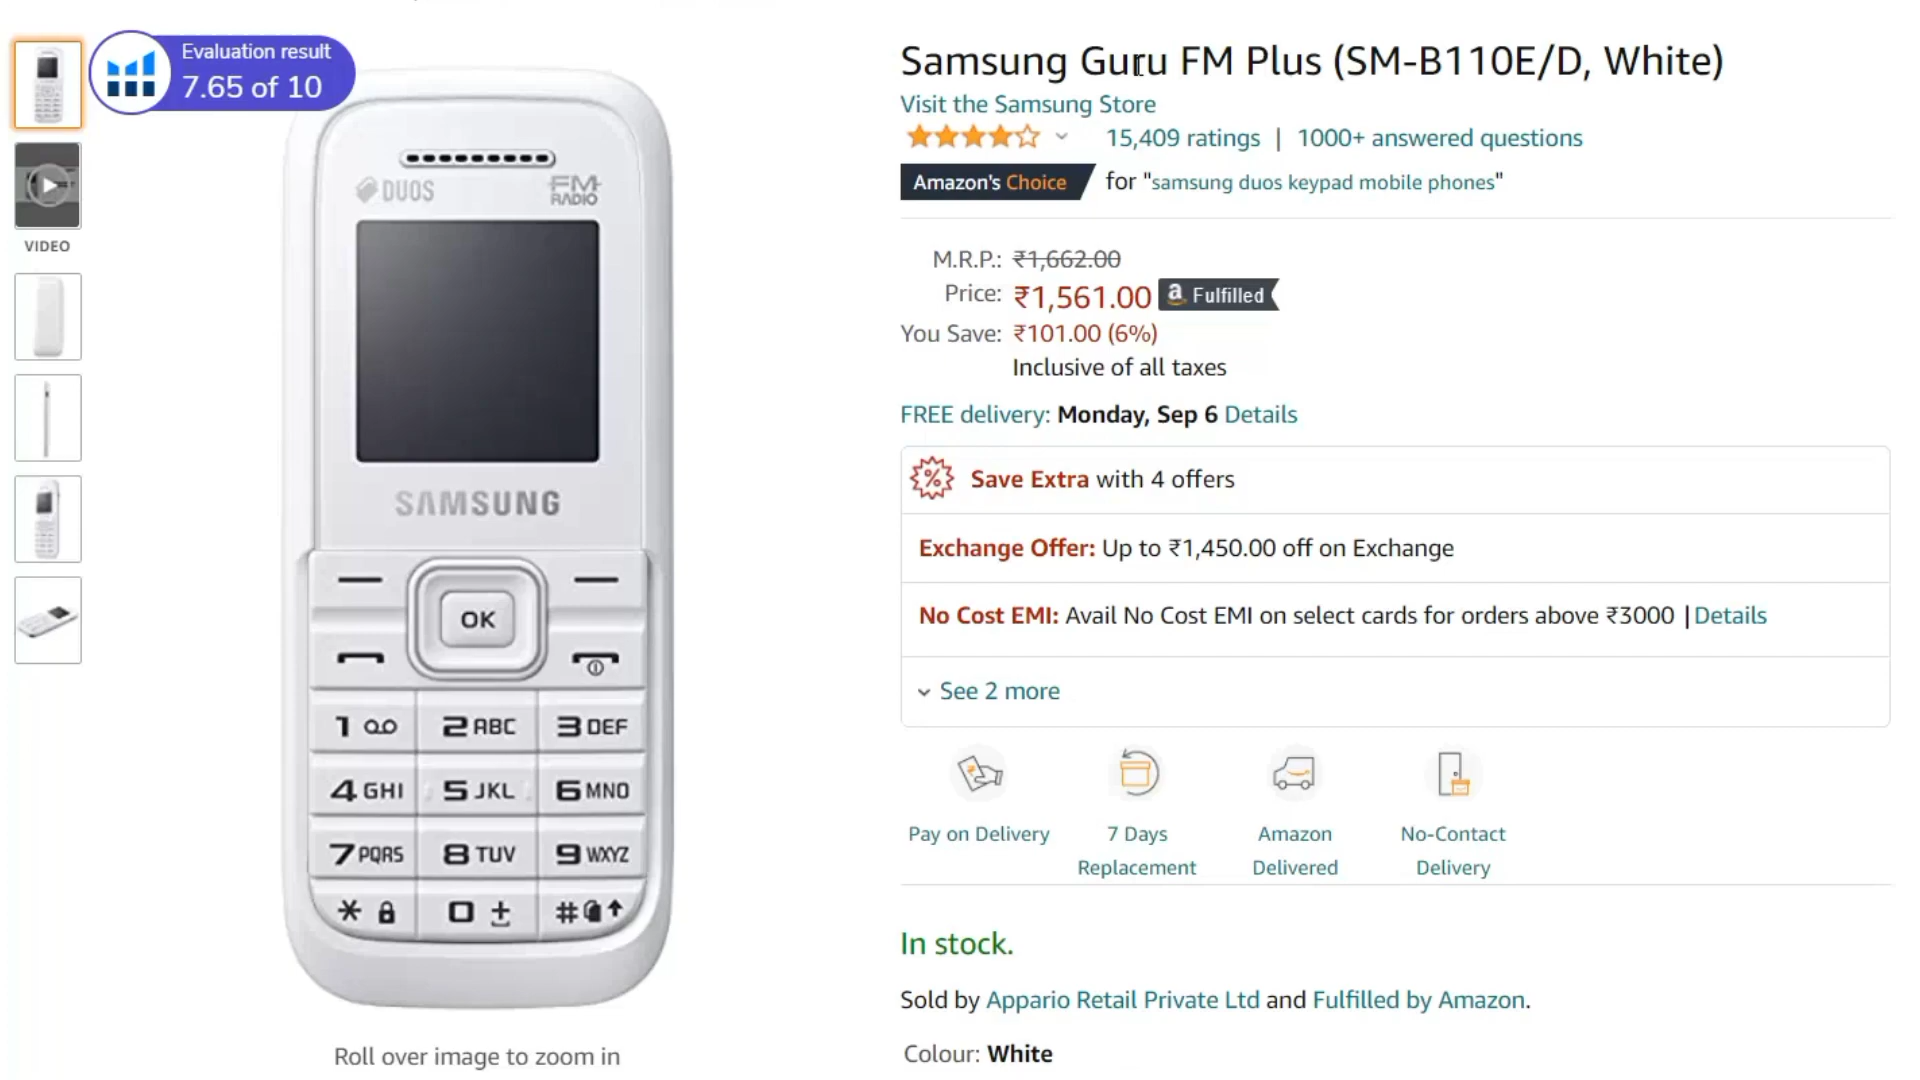 Evaluation result
7.65 of 10
VIDEO
DUOS
FM
RADIO
SAMSUNG
OK
1
2 ABC
3 DEF
4 GHI
5 JKL
6 MNO
7 PQRS
8 TUV
9 WXYZ
* 
0 ±
#
Roll over image to zoom in
Samsung Guru FM Plus (SM-B110E/D, White)
Visit the Samsung Store
15,409 ratings | 1000+ answered questions
Amazon's Choice for "samsung duos keypad mobile phones"
M.R.P.: ₹1,662.00
Price: ₹1,561.00 a Fulfilled
You Save: ₹101.00 (6%)
Inclusive of all taxes
FREE delivery: Monday, Sep 6 Details
Save Extra with 4 offers
Exchange Offer: Up to ₹1,450.00 off on Exchange
No Cost EMI: Avail No Cost EMI on select cards for orders above ₹3000 | Details
See 2 more
Pay on Delivery
7 Days
Replacement
Amazon
Delivered
No-Contact
Delivery
In stock.
Sold by Appario Retail Private Ltd and Fulfilled by Amazon.
Colour: White